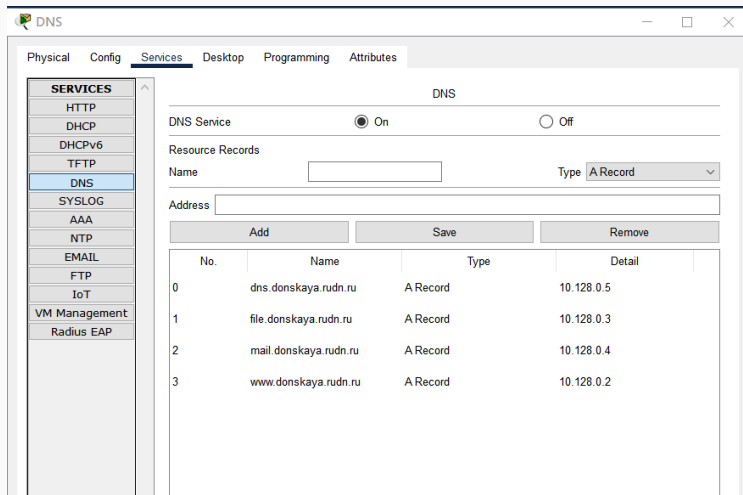 DNS
Physical Config Services Desktop Programming Attributes
SERVICES
HTTP
DHCP
DHCPv6
TFTP
DNS
SYSLOG
AAA
NTP
EMAIL
FTP
IoT
VM Management
Radius EAP
DNS
DNS Service On Off
Resource Records
Name Type A Record
Address
Add Save Remove
No. Name Type Detail
0 dns.donskaya.rudn.ru A Record 10.128.0.5
1 file.donskaya.rudn.ru A Record 10.128.0.3
2 mail.donskaya.rudn.ru A Record 10.128.0.4
3 www.donskaya.rudn.ru A Record 10.128.0.2